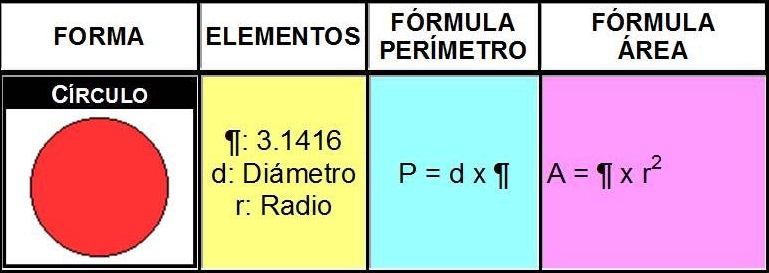 FORMA
ELEMENTOS
FÓRMULA
PERÍMETRO
FÓRMULA
ÁREA
CÍRCULO
¶: 3.1416
d: Diámetro
r: Radio
P = d x ¶
A = ¶ x r²